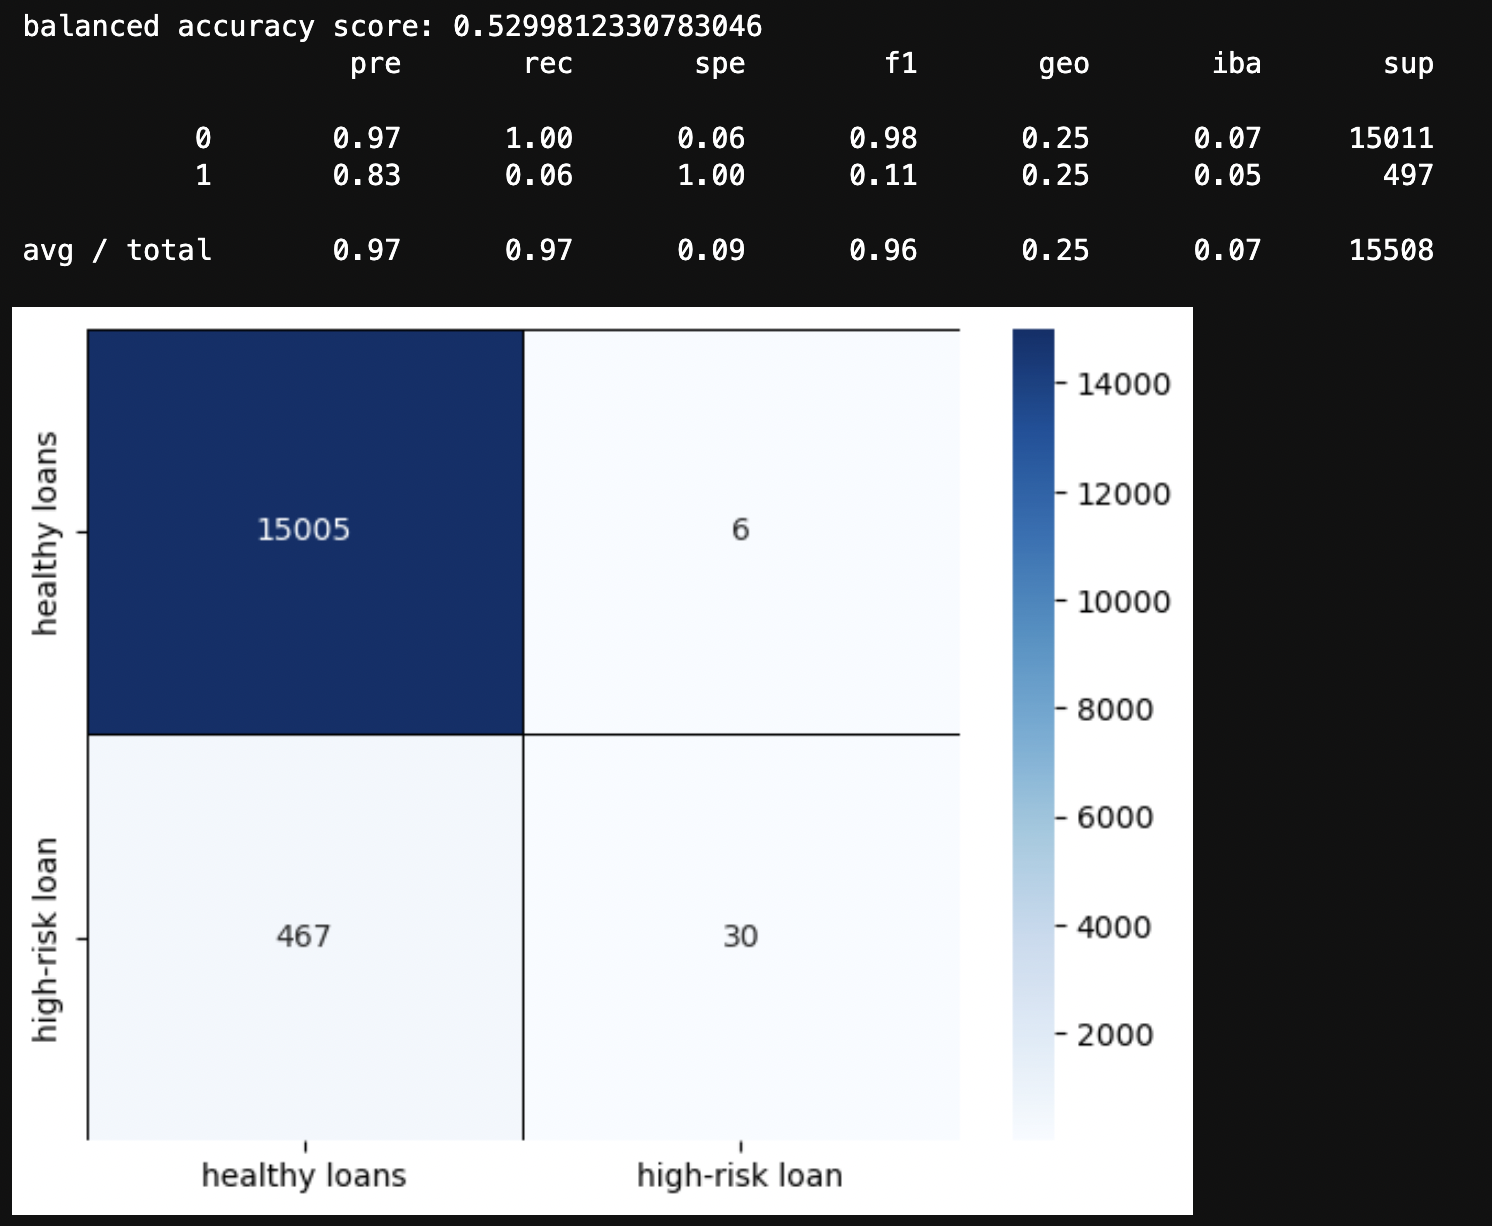 balanced accuracy score: 0.5299812330783046
pre rec spe f1 geo iba sup
0 0.97 1.00 0.06 0.98 0.25 0.07 15011
1 0.83 0.06 1.00 0.11 0.25 0.05 497
avg / total 0.97 0.97 0.09 0.96 0.25 0.07 15508
healthy loans
15005
6
high-risk loan
467
30
healthy loans
high-risk loan
14000
12000
10000
8000
6000
4000
2000